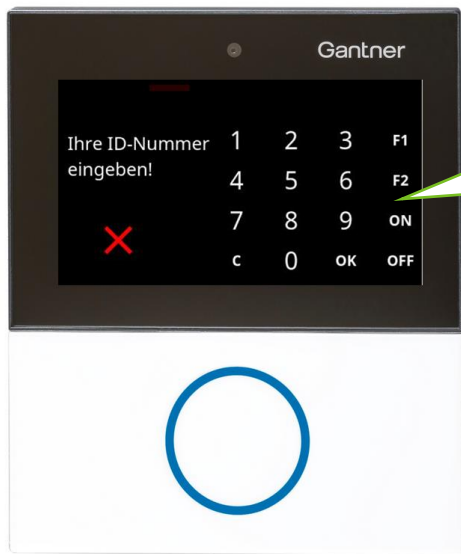 Gantner
Ihre ID-Nummer
eingeben!
1 2 3 F1
4 5 6 F2
7 8 9 ON
C 0 OK OFF